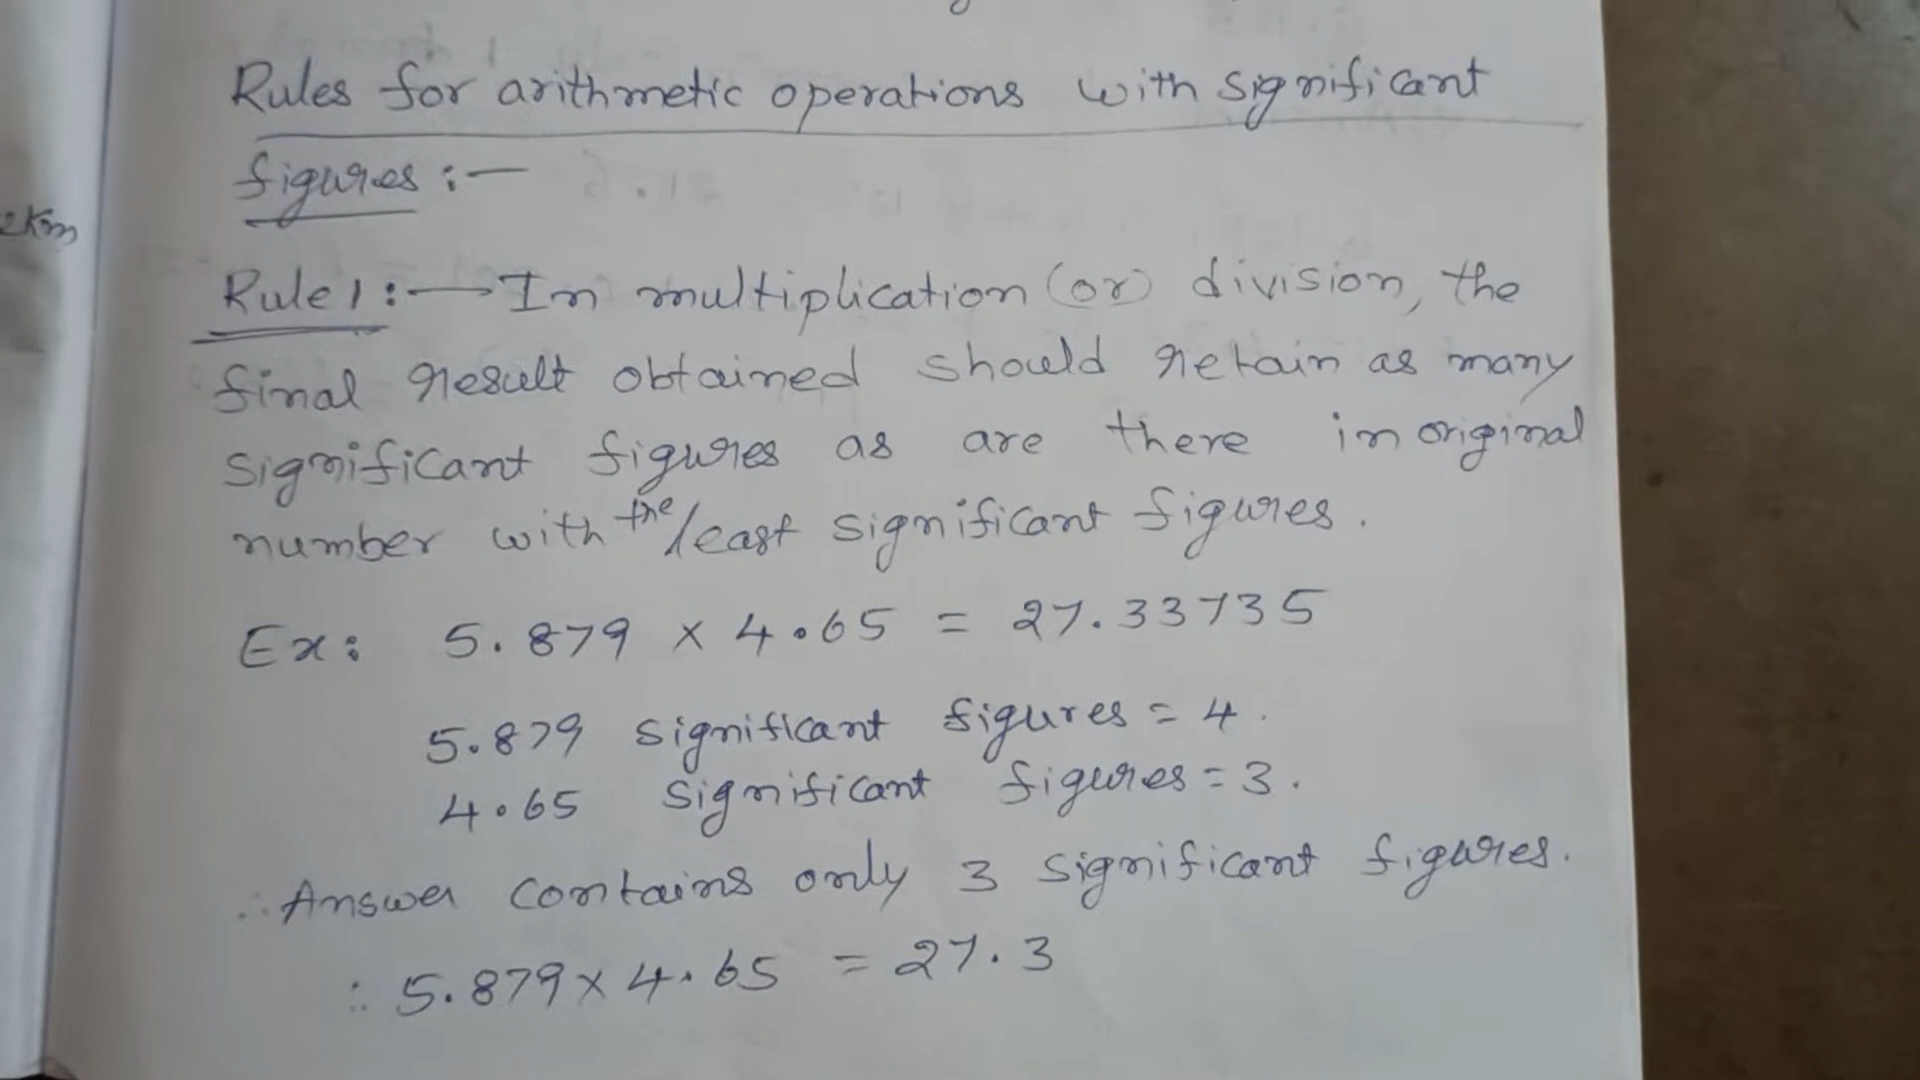 Rules for arithmetic operations with significant
figures :-
2km
Rule 1 :- In multiplication (or) division, the
final result obtained should retain as many
significant figures as are there in original
number with the least significant figures.
Ex: 5.879 × 4.65 = 27.33735
5.879 significant figures = 4.
4.65 significant figures = 3.
∴ Answer contains only 3 significant figures.
∴ 5.879 × 4.65 = 27.3